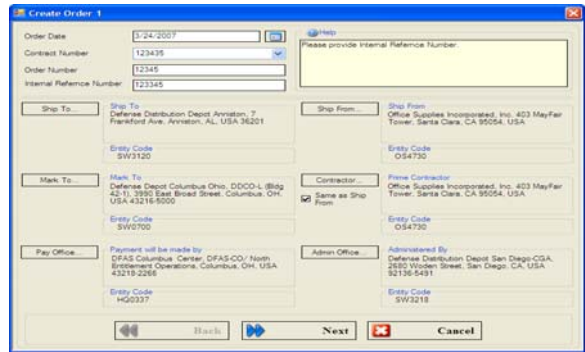 Create Order 1
Order Date
3/24/2007
Contract Number
123435
Order Number
12345
Internal Refernce Number
123345
Help
Please provide Internal Refernce Number.
Ship To...
Ship To
Defense Distribution Depot Anniston, 7
Frankford Ave, Anniston, AL, USA 36201
Entity Code
SW3120
Ship From...
Ship From
Office Supplies Incorporated, Inc. 403 MayFair
Tower, Santa Clara, CA 95054, USA
Entity Code
OS4730
Mark To...
Mark To
Defense Depot Columbus Ohio, DDCO-L (Bldg
42-1), 3990 East Broad Street, Columbus, OH,
USA 43216-5000
Entity Code
SW0700
Contractor...
Same as Ship
From
Prime Contractor
Office Supplies Incorporated, Inc. 403 MayFair
Tower, Santa Clara, CA 95054, USA
Entity Code
OS4730
Pay Office...
Payment will be made by
DFAS Columbus Center, DFAS-CO/ North
Entitlement Operations, Columbus, OH, USA
43218-2266
Entity Code
HQ0337
Admin Office...
Administered By
Defense Distribution Depot San Diego-CGA,
2680 Woden Street, San Diego, CA, USA
92136-5491
Entity Code
SW3218
Back
Next
Cancel